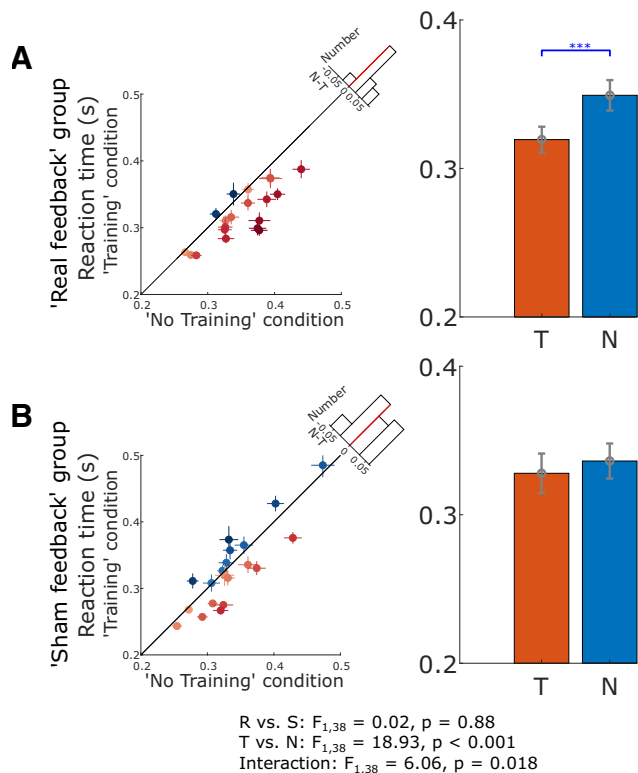 A
'Real feedback' group
Reaction time (s)
'Training' condition
0.5
0.4
0.3
0.2
0.2
0.3
0.4
0.5
'No Training' condition
Number
N-T
-0.05
0
0.05
0.4
0.3
0.2
***
T
N
B
'Sham feedback' group
Reaction time (s)
'Training' condition
0.5
0.4
0.3
0.2
0.2
0.3
0.4
0.5
'No Training' condition
Number
N-T
-0.05
0
0.05
0.4
0.3
0.2
T
N
R vs. S: F1,38 = 0.02, p = 0.88
T vs. N: F1,38 = 18.93, p < 0.001
Interaction: F1,38 = 6.06, p = 0.018